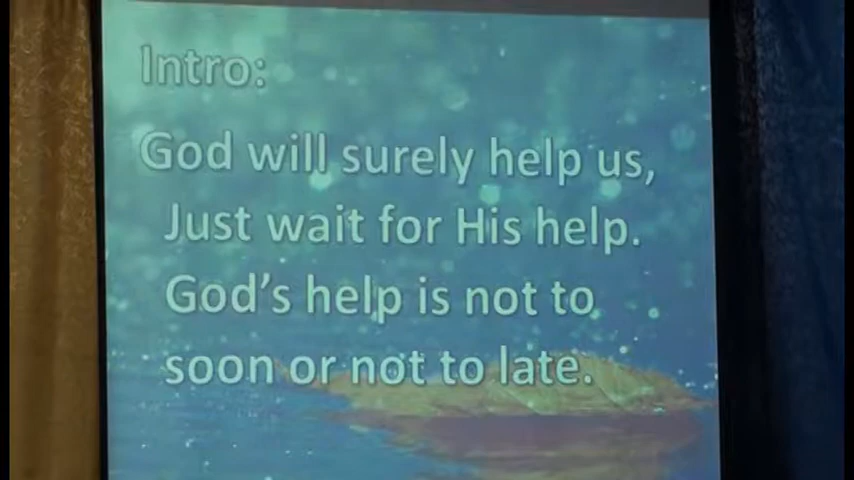 Intro:
God will surely help us,
Just wait for His help.
God's help is not to
soon or not to late.